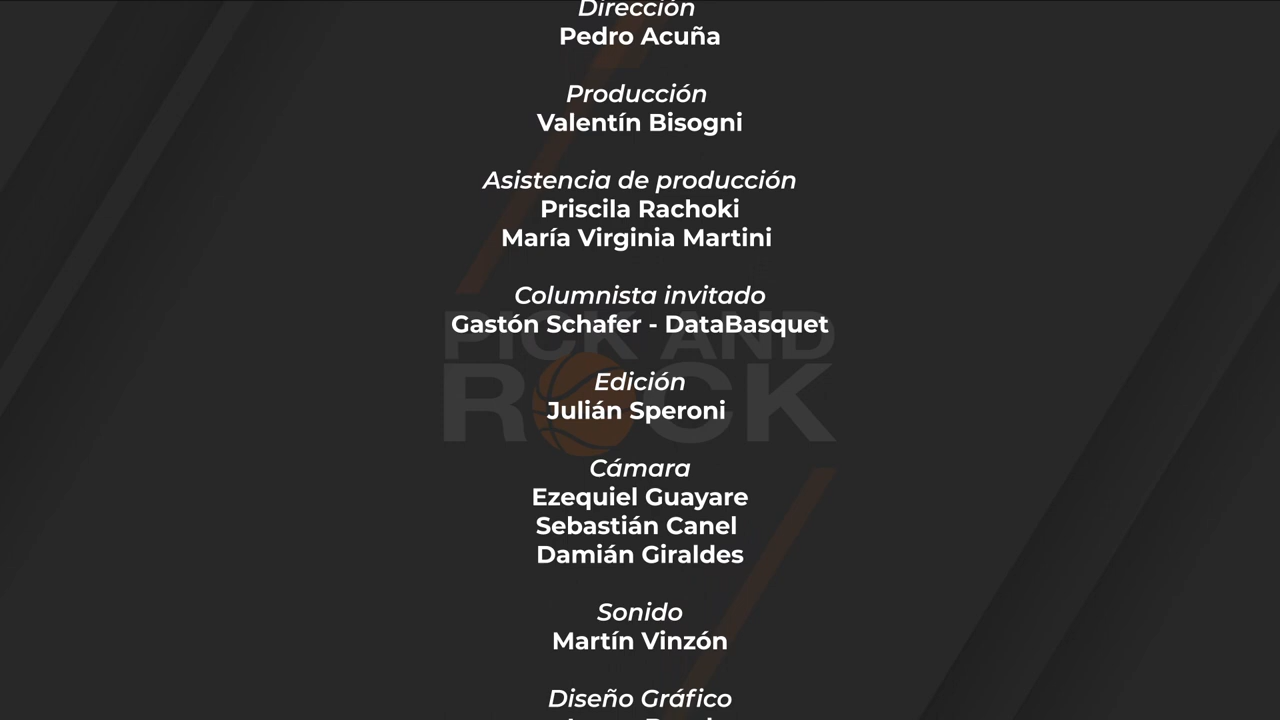 Dirección
Pedro Acuña
Producción
Valentín Bisogni
Asistencia de producción
Priscila Rachoki
María Virginia Martini
Columnista invitado
Gastón Schafer - DataBasquet
PICK AND
ROCK
Edición
Julián Speroni
Cámara
Ezequiel Guayare
Sebastián Canel
Damián Giraldes
Sonido
Martín Vinzón
Diseño Gráfico